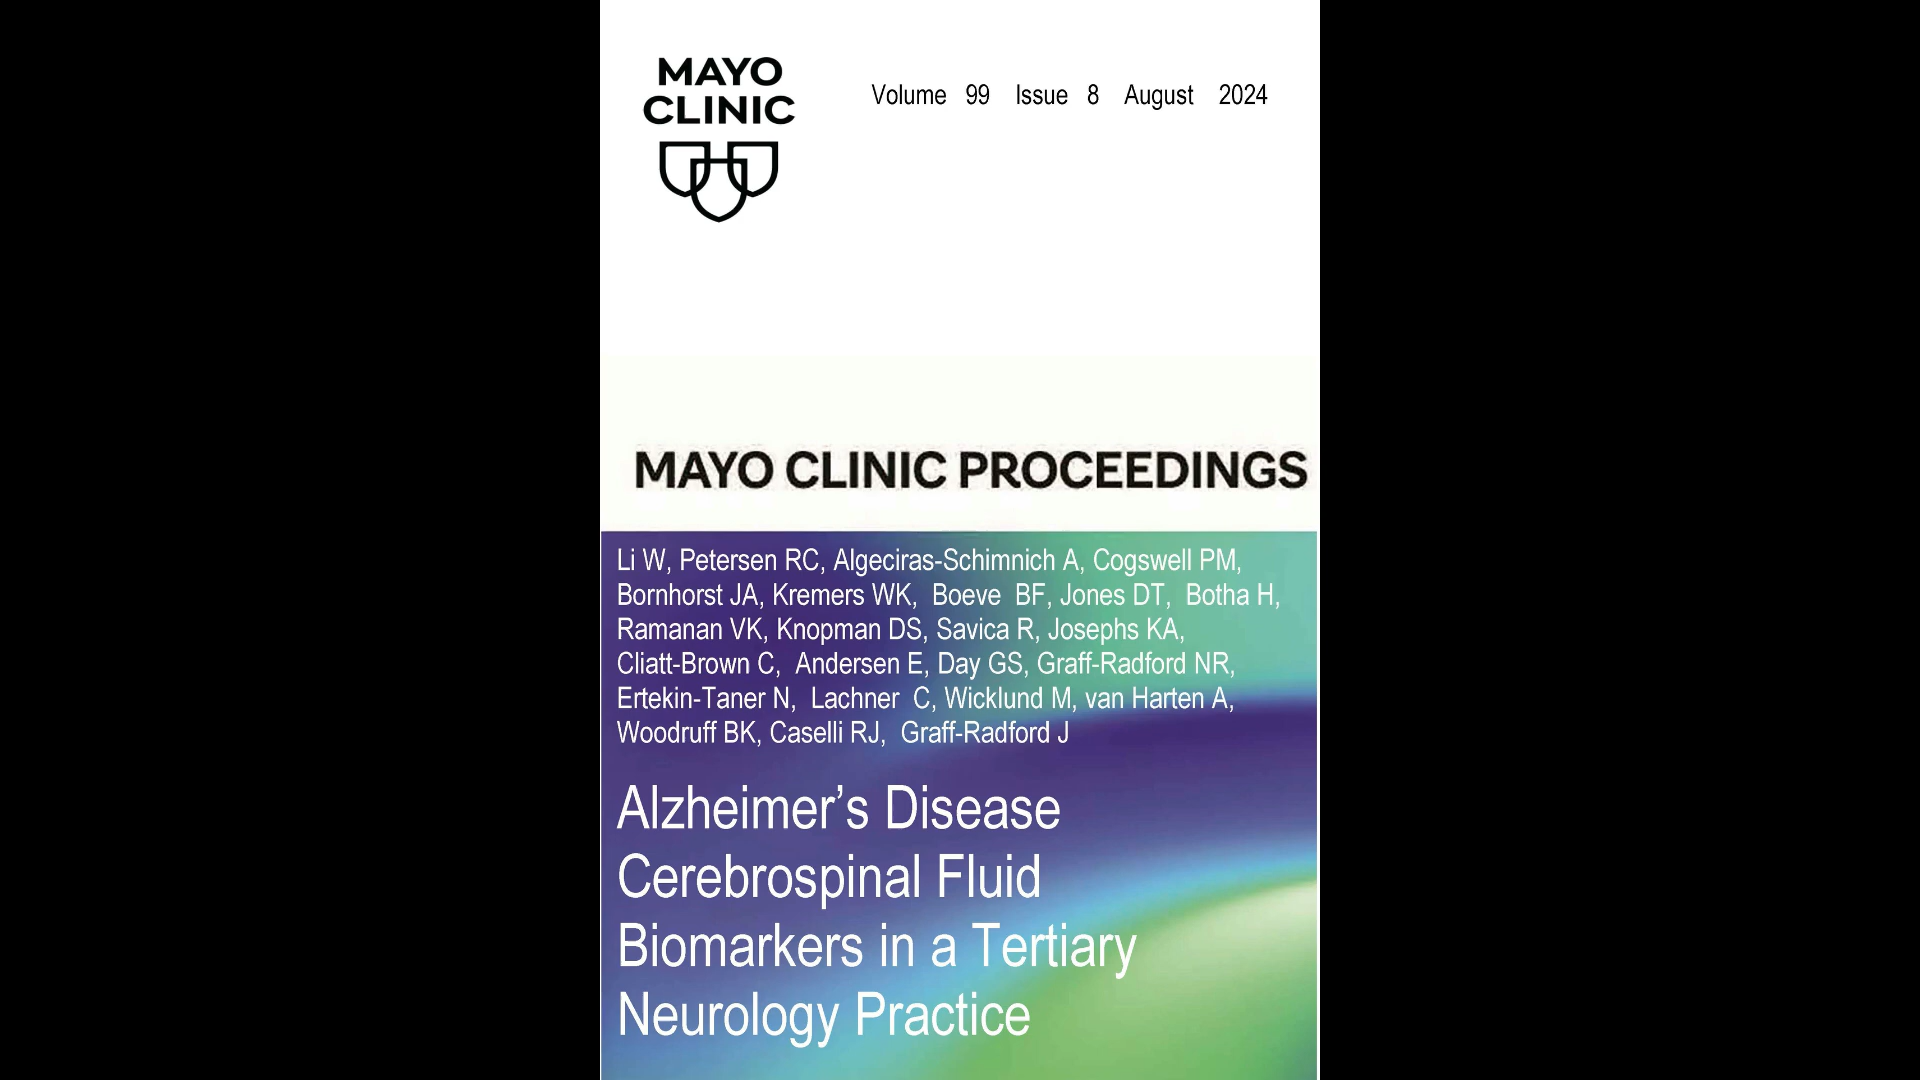 MAYO
CLINIC
Volume 99 Issue 8 August 2024
MAYO CLINIC PROCEEDINGS
Li W, Petersen RC, Algeciras-Schimnich A, Cogswell PM,
Bornhorst JA, Kremers WK, Boeve BF, Jones DT, Botha H,
Ramanan VK, Knopman DS, Savica R, Josephs KA,
Cliatt-Brown C, Andersen E, Day GS, Graff-Radford NR,
Ertekin-Taner N, Lachner C, Wicklund M, van Harten A,
Woodruff BK, Caselli RJ, Graff-Radford J
Alzheimer’s Disease
Cerebrospinal Fluid
Biomarkers in a Tertiary
Neurology Practice